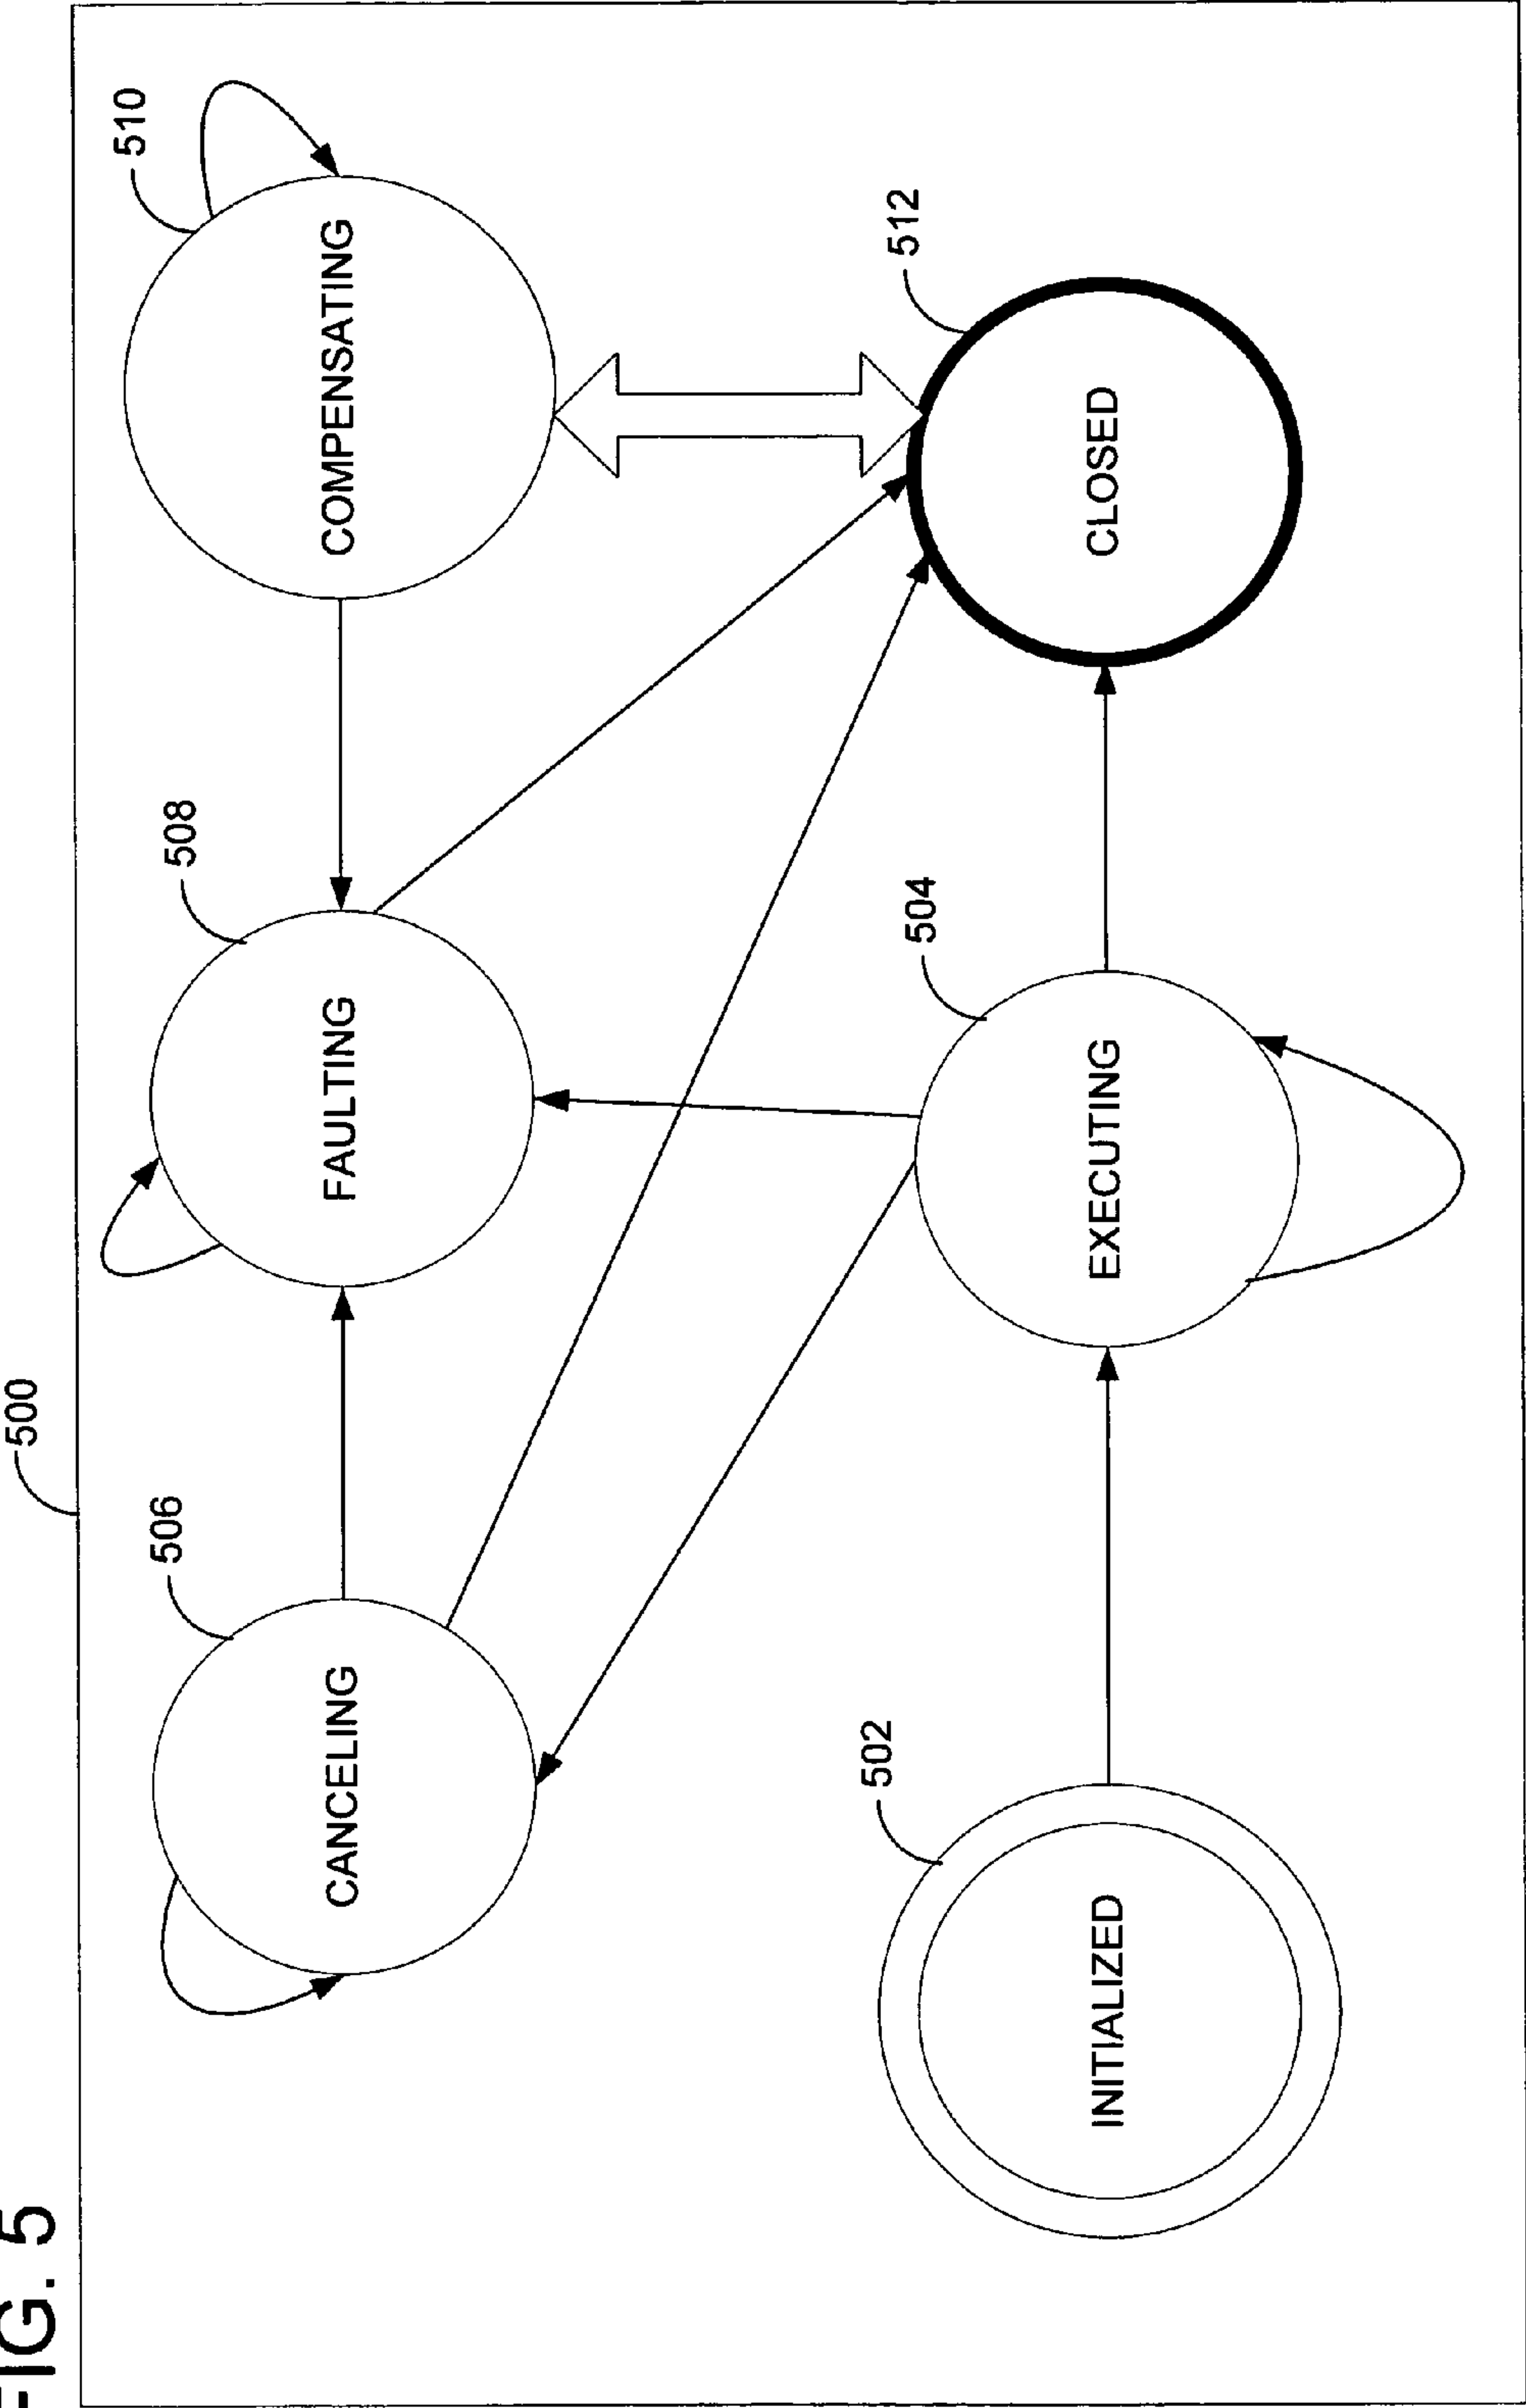 FIG. 5
500
506
CANCELING
508
FAULTING
510
COMPENSATING
502
INITIALIZED
504
EXECUTING
512
CLOSED